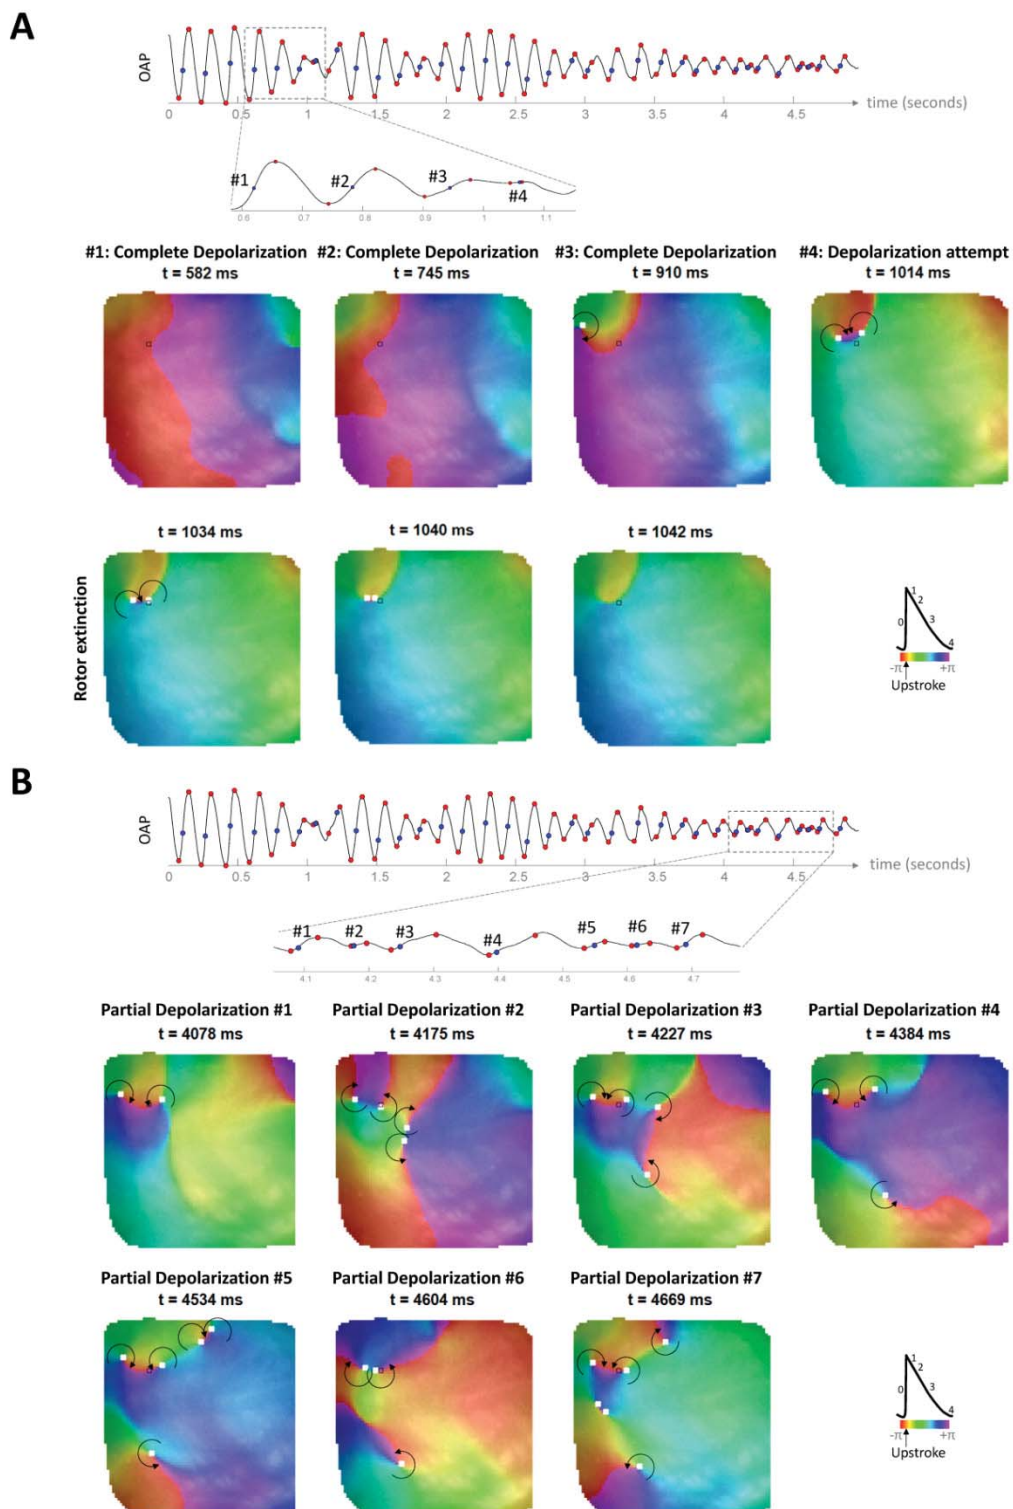 A
OAP
0 0.5 1 1.5 2 2.5 3 3.5 4 4.5
time (seconds)
#1 #2 #3 #4
0.6 0.7 0.8 0.9 1 1.1
#1: Complete Depolarization #2: Complete Depolarization #3: Complete Depolarization #4: Depolarization attempt
t = 582 ms t = 745 ms t = 910 ms t = 1014 ms
t = 1034 ms t = 1040 ms t = 1042 ms
Rotor extinction
0 1 2 3 4
-π +π
Upstroke
B
OAP
0 0.5 1 1.5 2 2.5 3 3.5 4 4.5
time (seconds)
#1 #2 #3 #4 #5 #6 #7
4.1 4.2 4.3 4.4 4.5 4.6 4.7
Partial Depolarization #1 Partial Depolarization #2 Partial Depolarization #3 Partial Depolarization #4
t = 4078 ms t = 4175 ms t = 4227 ms t = 4384 ms
Partial Depolarization #5 Partial Depolarization #6 Partial Depolarization #7
t = 4534 ms t = 4604 ms t = 4669 ms
0 1 2 3 4
-π +π
Upstroke